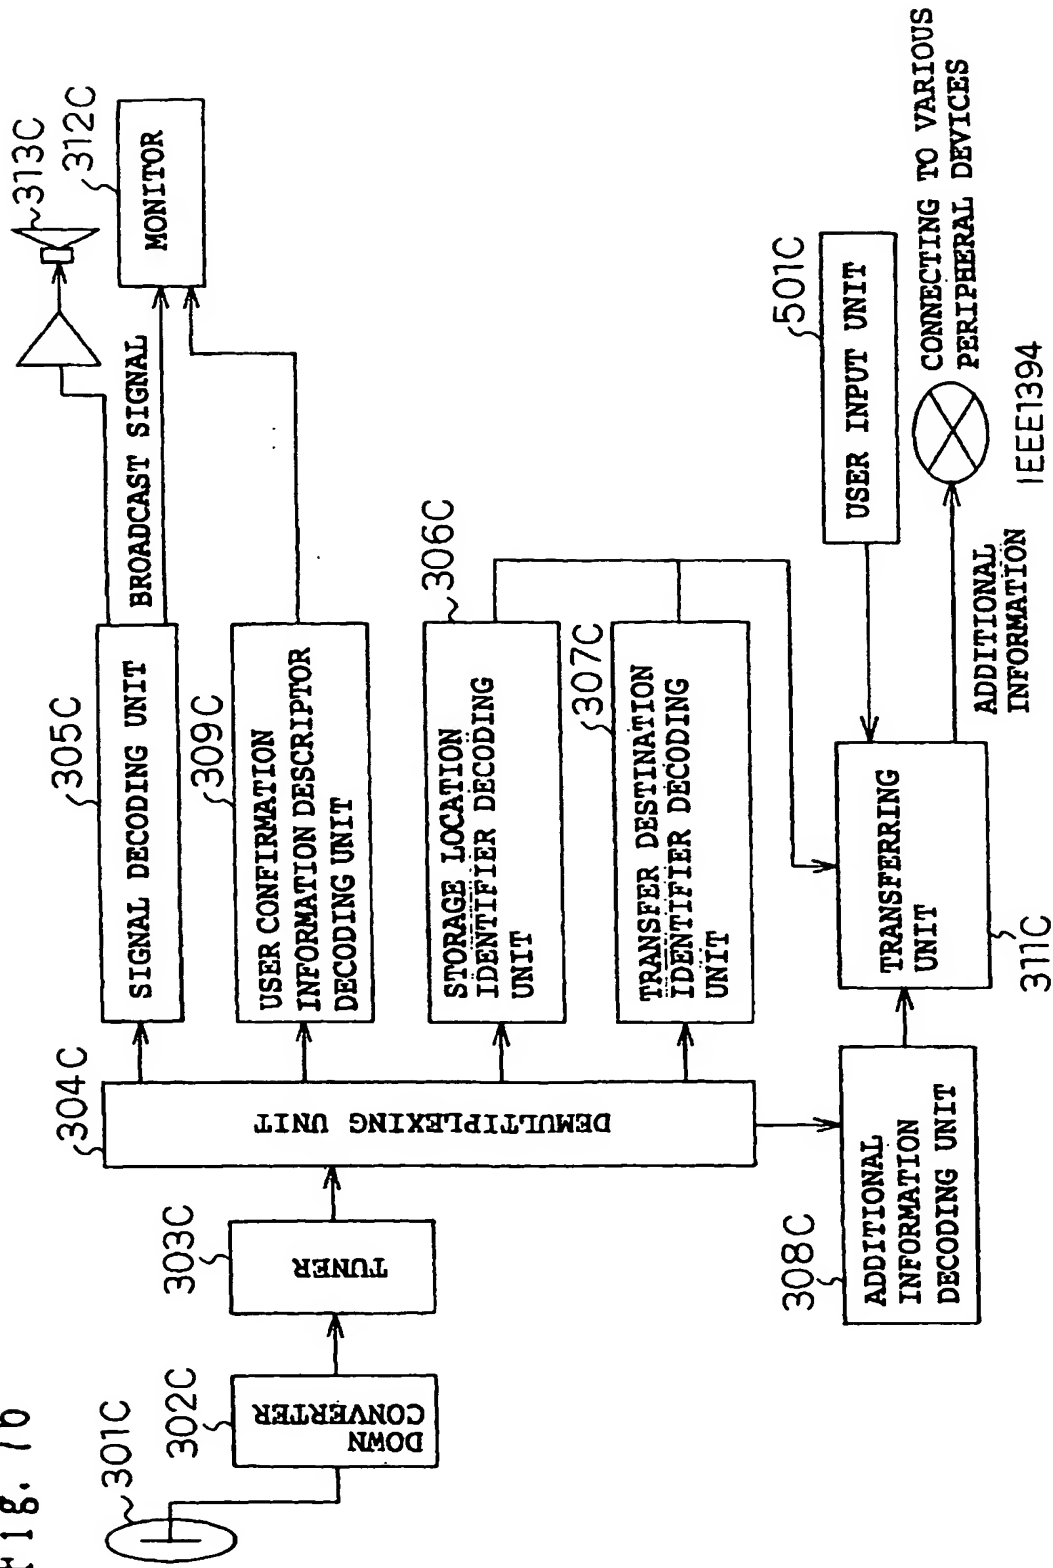 Fig.
301C
302C
DOWN
CONVERTER
303C
TUNER
304C
DEMULTIPLEXING UNIT
305C
SIGNAL DECODING UNIT
BROADCAST SIGNAL
313C
312C
MONITOR
309C
USER CONFIRMATION
INFORMATION DESCRIPTOR
DECODING UNIT
306C
STORAGE LOCATION
IDENTIFIER DECODING
UNIT
307C
TRANSFER DESTINATION
IDENTIFIER DECODING
UNIT
308C
ADDITIONAL
INFORMATION
DECODING UNIT
TRANSFERRING
UNIT
311C
501C
USER INPUT UNIT
ADDITIONAL
INFORMATION
CONNECTING TO VARIOUS
PERIPHERAL DEVICES
IEEE1394